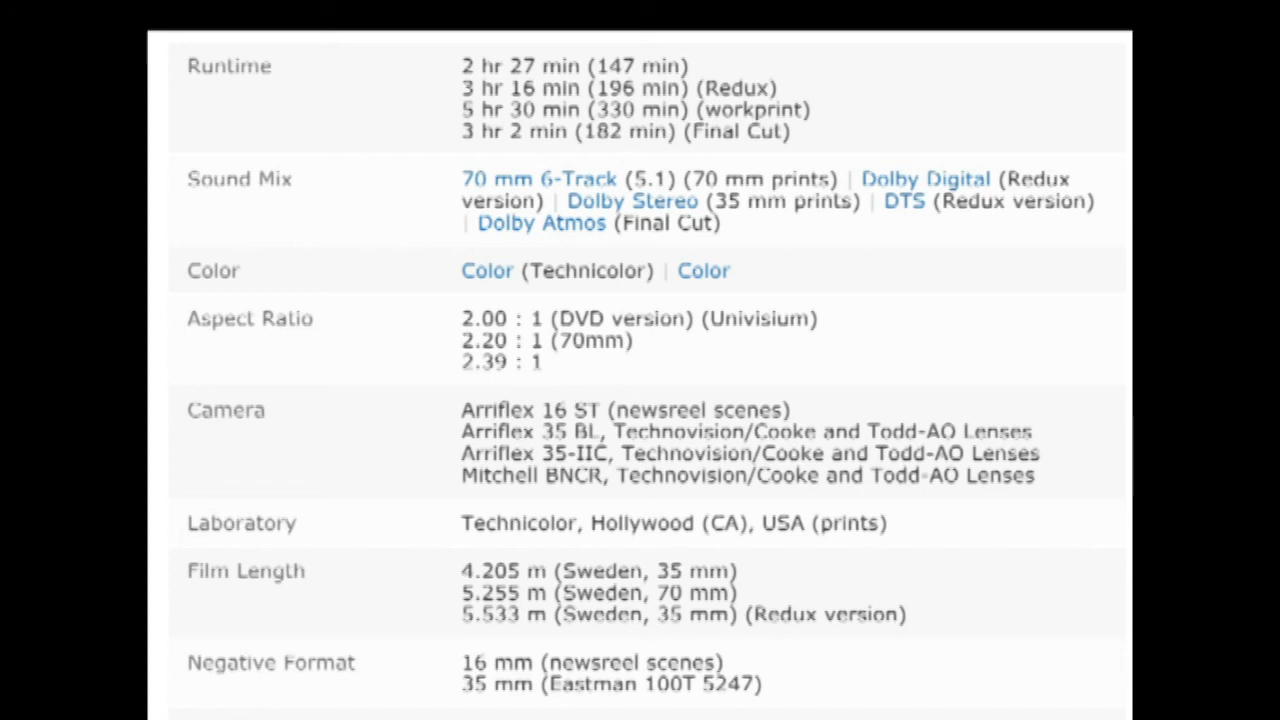 Runtime
2 hr 27 min (147 min)
3 hr 16 min (196 min) (Redux)
5 hr 30 min (330 min) (workprint)
3 hr 2 min (182 min) (Final Cut)
Sound Mix
70 mm 6-Track (5.1) (70 mm prints) | Dolby Digital (Redux
version) | Dolby Stereo (35 mm prints) | DTS (Redux version)
| Dolby Atmos (Final Cut)
Color
Color (Technicolor) | Color
Aspect Ratio
2.00 : 1 (DVD version) (Univisium)
2.20 : 1 (70mm)
2.39 : 1
Camera
Arriflex 16 ST (newsreel scenes)
Arriflex 35 BL, Technovision/Cooke and Todd-AO Lenses
Arriflex 35-IIC, Technovision/Cooke and Todd-AO Lenses
Mitchell BNCR, Technovision/Cooke and Todd-AO Lenses
Laboratory
Technicolor, Hollywood (CA), USA (prints)
Film Length
4.205 m (Sweden, 35 mm)
5.255 m (Sweden, 70 mm)
5.533 m (Sweden, 35 mm) (Redux version)
Negative Format
16 mm (newsreel scenes)
35 mm (Eastman 100T 5247)